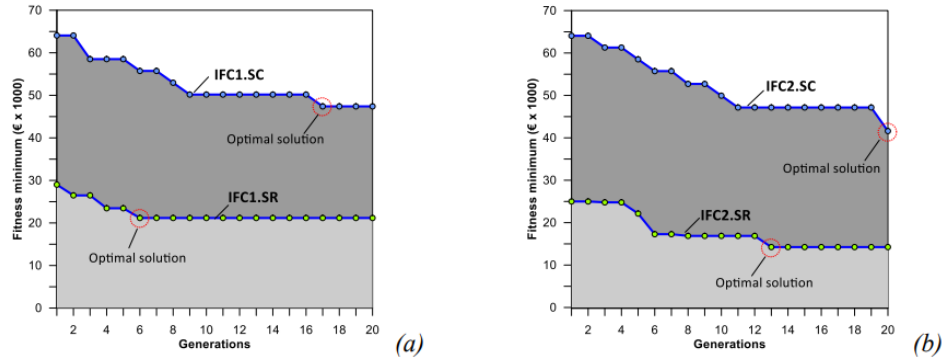 70
60
50
40
30
20
10
0
Fitness minimum (€ x 1000)
IFC1.SC
Optimal solution
IFC1.SR
Optimal solution
2 4 6 8 10 12 14 16 18 20
Generations
(a)
70
60
50
40
30
20
10
0
Fitness minimum (€ x 1000)
IFC2.SC
Optimal solution
IFC2.SR
Optimal solution
2 4 6 8 10 12 14 16 18 20
Generations
(b)